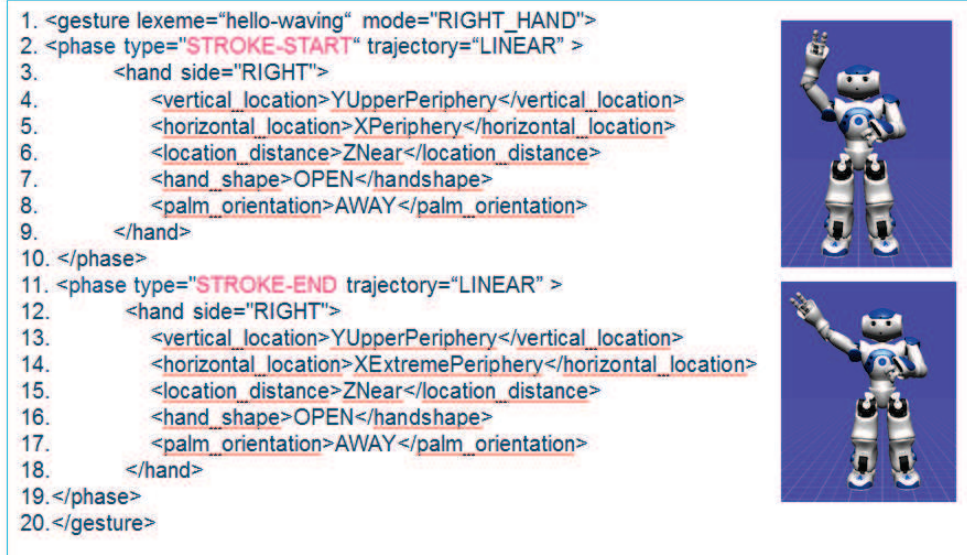 1. <gesture lexeme=“hello-waving“ mode="RIGHT_HAND">
2. <phase type="STROKE-START“ trajectory=“LINEAR” >
3. <hand side="RIGHT">
4. <vertical_location>YUpperPeriphery</vertical_location>
5. <horizontal_location>XPeriphery</horizontal_location>
6. <location_distance>ZNear</location_distance>
7. <hand_shape>OPEN</handshape>
8. <palm_orientation>AWAY</palm_orientation>
9. </hand>
10. </phase>
11. <phase type="STROKE-END trajectory=“LINEAR” >
12. <hand side="RIGHT">
13. <vertical_location>YUpperPeriphery</vertical_location>
14. <horizontal_location>XExtremePeriphery</horizontal_location>
15. <location_distance>ZNear</location_distance>
16. <hand_shape>OPEN</handshape>
17. <palm_orientation>AWAY</palm_orientation>
18. </hand>
19.</phase>
20.</gesture>